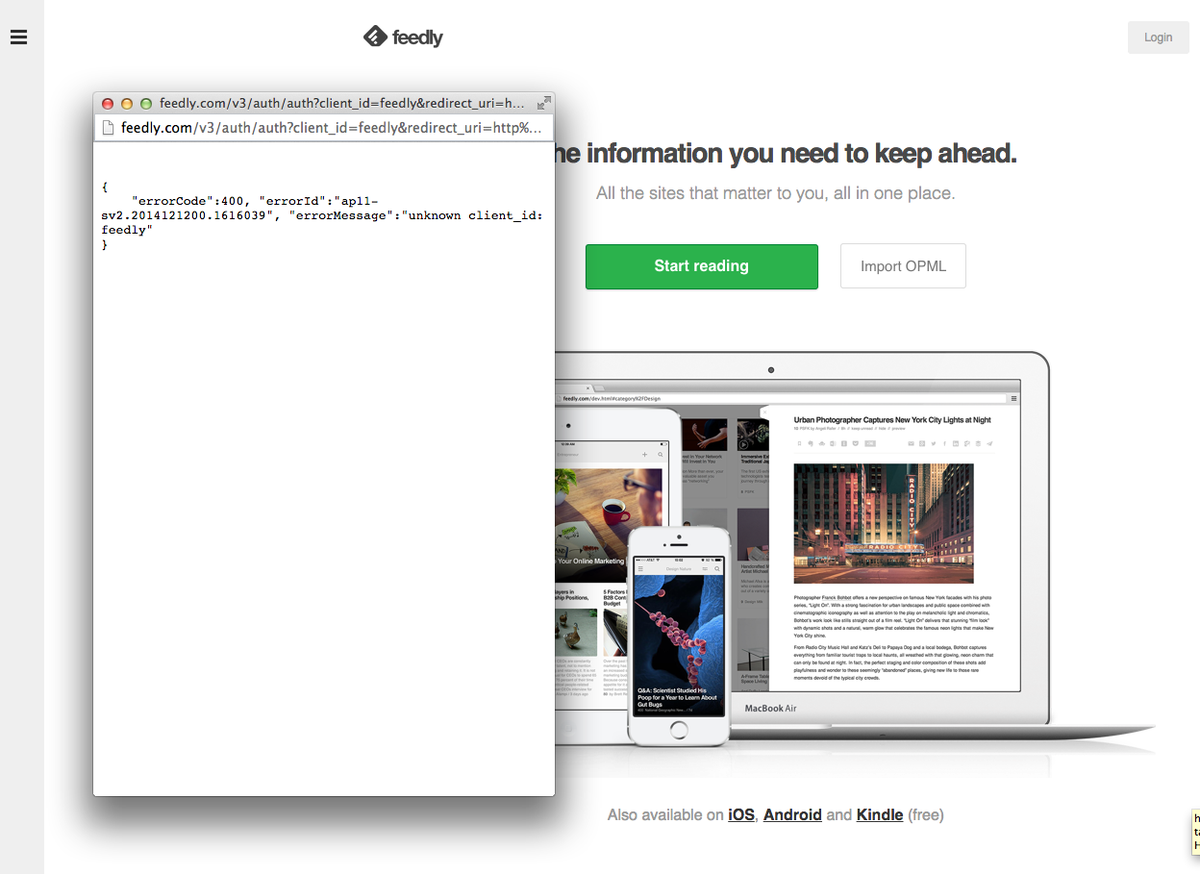 feedly
Login
feedly.com/v3/auth/auth?client_id=feedly&redirect_uri=h...
feedly.com/v3/auth/auth?client_id=feedly&redirect_uri=http%...
{
"errorCode":400, "errorId":"ap11-
sv2.2014121200.1616039", "errorMessage":"unknown client_id:
feedly"
}
he information you need to keep ahead.
All the sites that matter to you, all in one place.
Start reading
Import OPML
feedly.com/dev.html#category%2FDesign
Urban Photographer Captures New York City Lights at Night
RADIO CITY
RADIO CITY
Your Online Marketing
5 Factors
B2B Cont
Budget
Design Nature
Q&A: Scientist Studied His
Poop for a Year to Learn About
Gut Bugs
Photographer Franck Bohbot offers a new perspective on famous New York facades with his photo
series, "Light On". With a strong fascination for urban landscapes and public space combined with
cinematographic iconography as well as attention to the play on melancholic light and chromatics,
Bohbot's work look like stills straight out of a film reel. "Light On" delivers that stunning "film look"
with dynamic shots and a natural, warm glow that celebrates the famous neon lights that make New
York City shine.
From Radio City Music Hall and Katz's Deli to Papaya Dog and a local bodega, Bohbot captures
everything from familiar tourist traps to local haunts, all wreathed with that glowing, neon charm that
can only be found at night. In fact, the perfect staging and color composition of these shots add
playfulness and wonder to these seemingly "abandoned" places, giving new life to those rare
moments devoid of the typical city crowds.
MacBook Air
Also available on iOS, Android and Kindle (free)